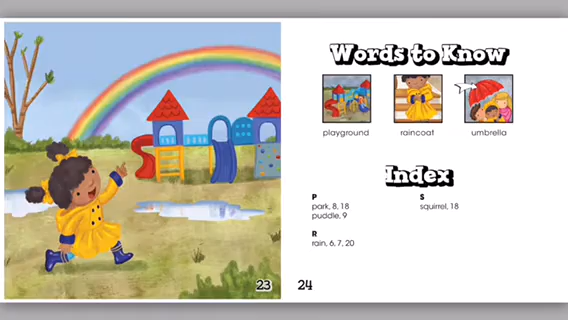 23
Words to Know
playground
raincoat
umbrella
Index
P
park, 8, 18
puddle, 9
R
rain, 6, 7, 20
S
squirrel, 18
24